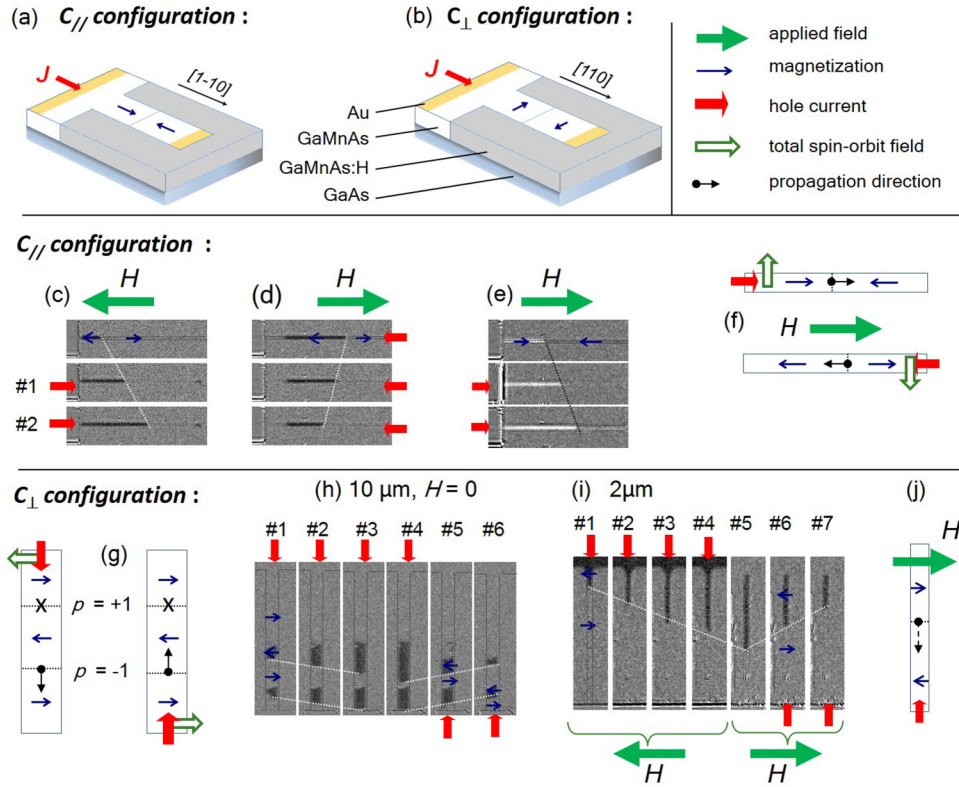 (a) C// configuration :
(b) C⊥ configuration :
J
[1-10]
J
[110]
Au
GaMnAs
GaMnAs:H
GaAs
applied field
magnetization
hole current
total spin-orbit field
propagation direction
C// configuration :
(c) H
(d) H
(e) H
#1
#2
(f) H
C⊥ configuration :
(g)
p = +1
p = -1
(h) 10 µm, H = 0
#1 #2 #3 #4 #5 #6
(i) 2µm
#1 #2 #3 #4 #5 #6 #7
H
H
(j)
H
X
X